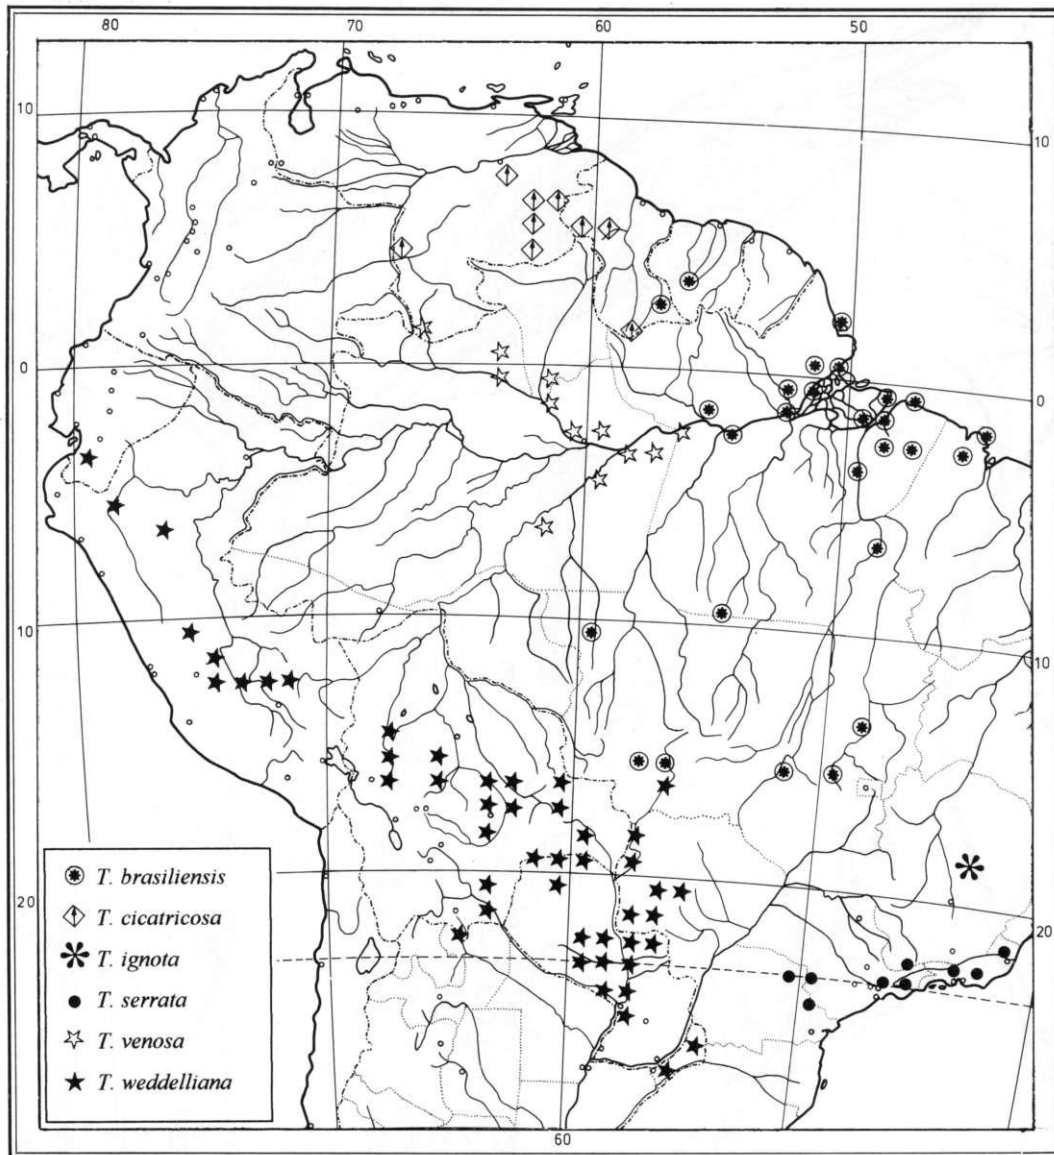 80 70 60 50
10 10
0 0
10 10
20 20
60
T. brasiliensis
T. cicatricosa
T. ignota
T. serrata
T. venosa
T. weddelliana